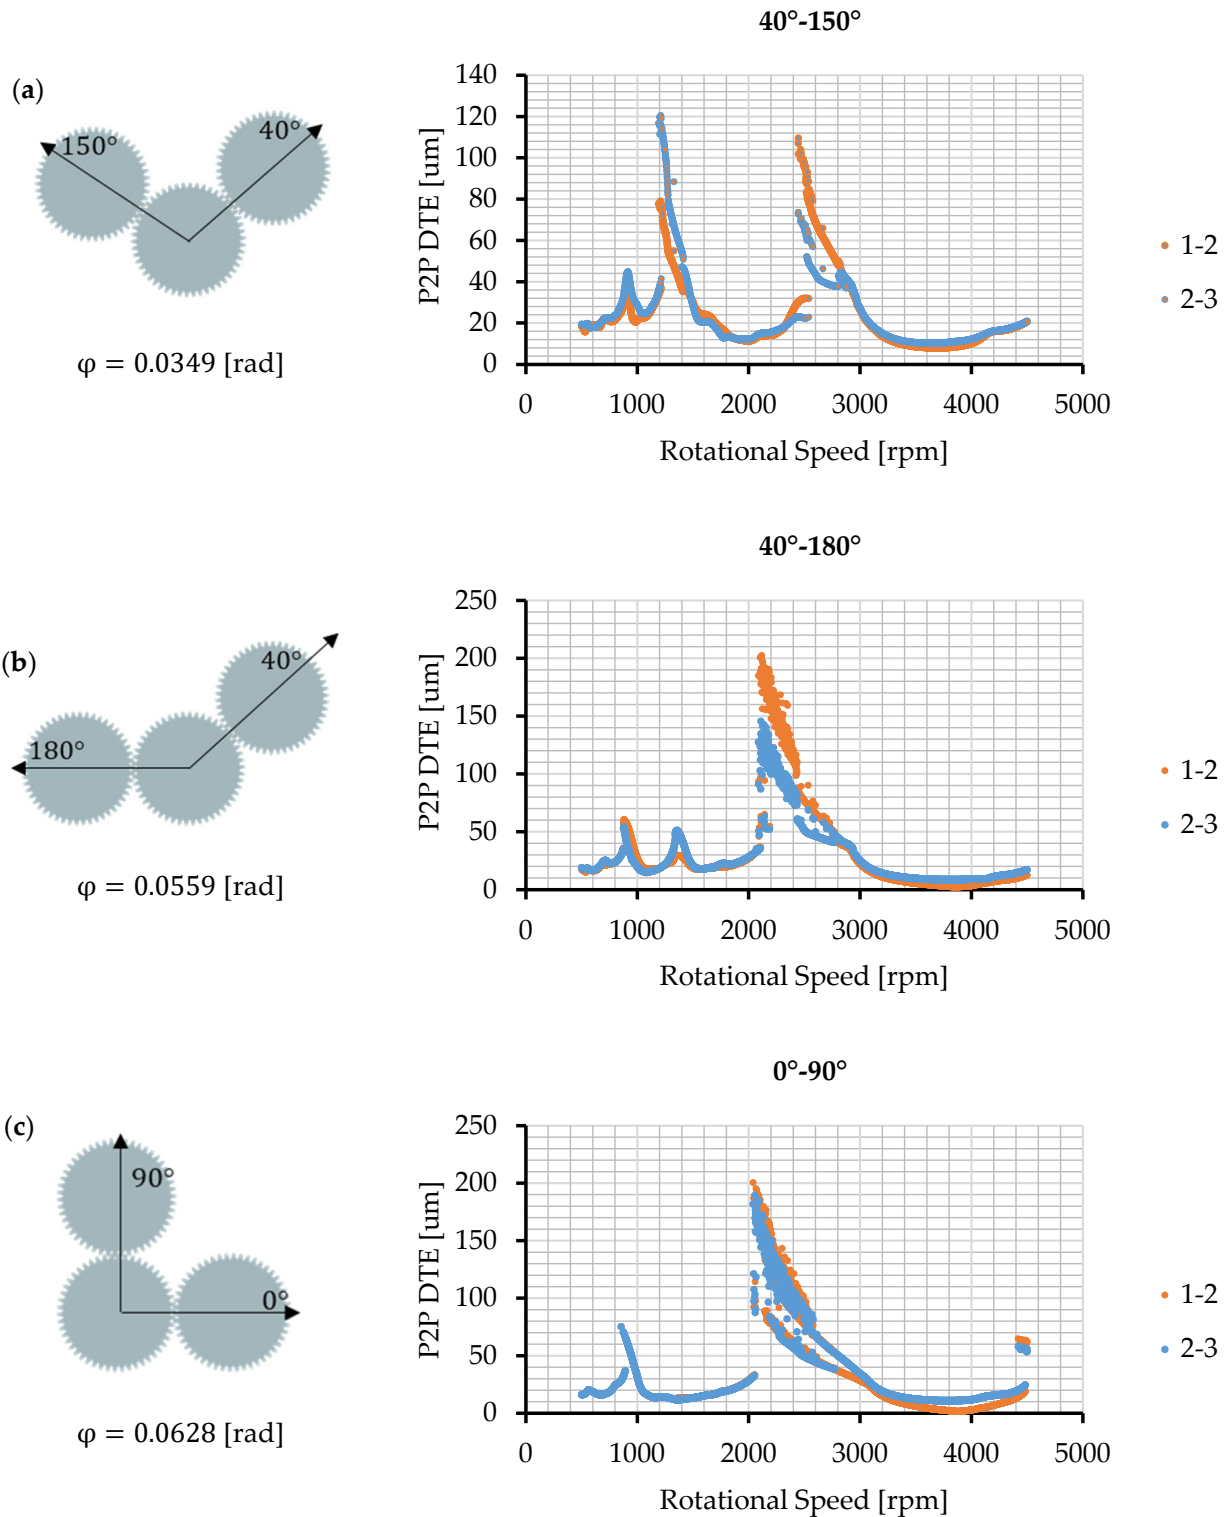 40°-150°
(a)
150°
40°
φ = 0.0349 [rad]
P2P DTE [um]
140
120
100
80
60
40
20
0
0 1000 2000 3000 4000 5000
Rotational Speed [rpm]
1-2
2-3
40°-180°
(b)
180°
40°
φ = 0.0559 [rad]
P2P DTE [um]
250
200
150
100
50
0
0 1000 2000 3000 4000 5000
Rotational Speed [rpm]
1-2
2-3
0°-90°
(c)
90°
0°
φ = 0.0628 [rad]
P2P DTE [um]
250
200
150
100
50
0
0 1000 2000 3000 4000 5000
Rotational Speed [rpm]
1-2
2-3